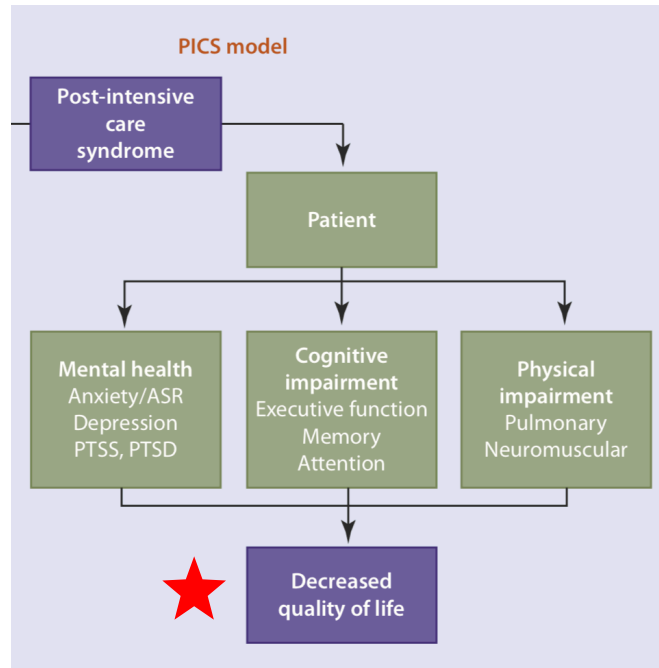 PICS model
Post-intensive
care
syndrome
Patient
Mental health
Anxiety/ASR
Depression
PTSS, PTSD
Cognitive
impairment
Executive function
Memory
Attention
Physical
impairment
Pulmonary
Neuromuscular
Decreased
quality of life